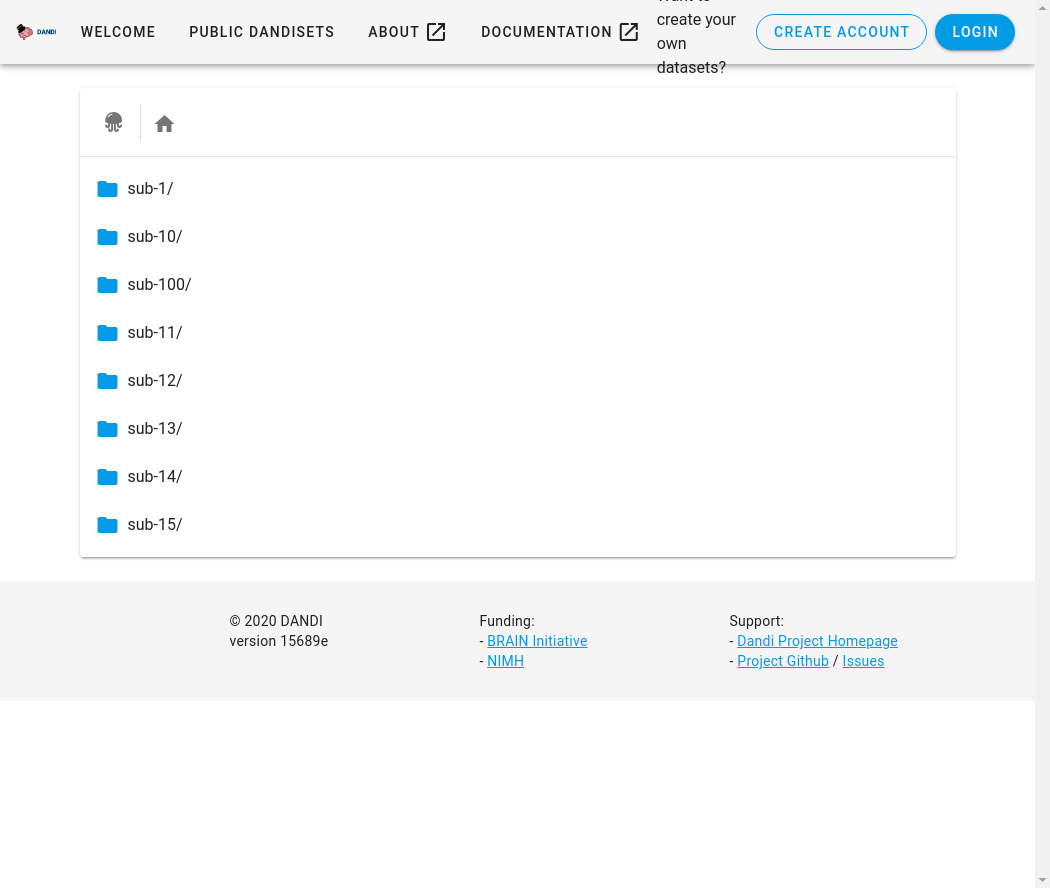 DANDI
WELCOME
PUBLIC DANDISETS
ABOUT
DOCUMENTATION
create your
own
datasets?
CREATE ACCOUNT
LOGIN
sub-1/
sub-10/
sub-100/
sub-11/
sub-12/
sub-13/
sub-14/
sub-15/
© 2020 DANDI
version 15689e
Funding:
- BRAIN Initiative
- NIMH
Support:
- Dandi Project Homepage
- Project Github / Issues